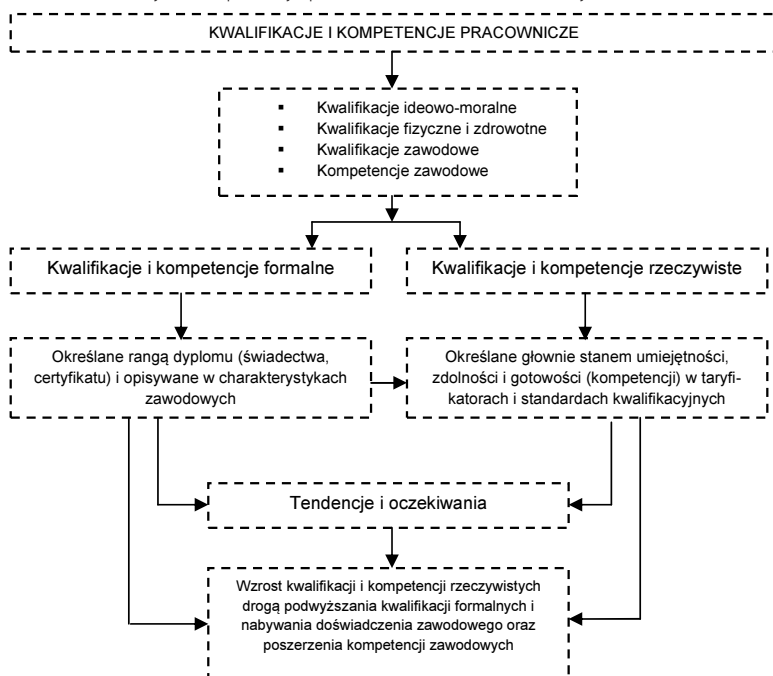 KWALIFIKACJE I KOMPETENCJE PRACOWNICZE
▪ Kwalifikacje ideowo-moralne
▪ Kwalifikacje fizyczne i zdrowotne
▪ Kwalifikacje zawodowe
▪ Kompetencje zawodowe
Kwalifikacje i kompetencje formalne
Kwalifikacje i kompetencje rzeczywiste
Określane rangą dyplomu (świadectwa,
certyfikatu) i opisywane w charakterystykach
zawodowych
Określane głownie stanem umiejętności,
zdolności i gotowości (kompetencji) w taryfi-
katorach i standardach kwalifikacyjnych
Tendencje i oczekiwania
Wzrost kwalifikacji i kompetencji rzeczywistych
drogą podwyższania kwalifikacji formalnych i
nabywania doświadczenia zawodowego oraz
poszerzenia kompetencji zawodowych